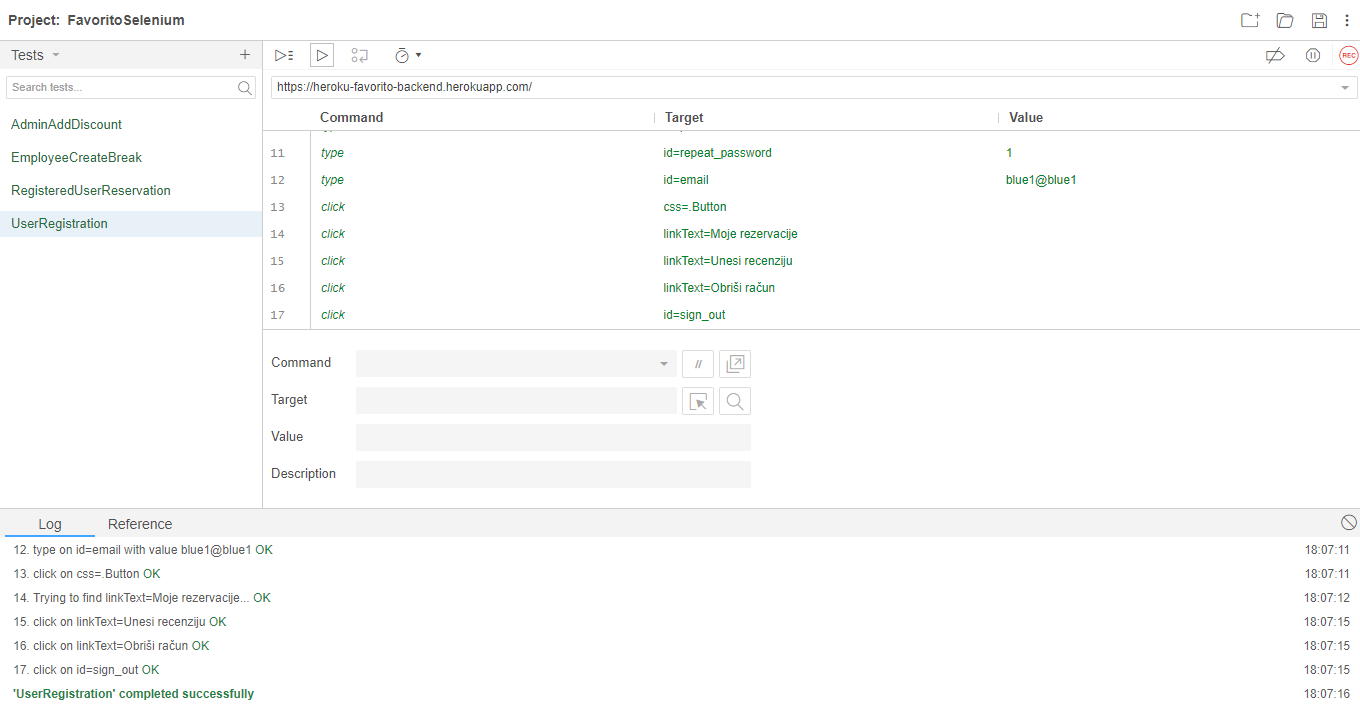 Project: FavoritoSelenium
Tests
REC
Search tests...
https://heroku-favorito-backend.herokuapp.com/
AdminAddDiscount
EmployeeCreateBreak
RegisteredUserReservation
UserRegistration
Command Target Value
11 type id=repeat_password 1
12 type id=email blue1@blue1
13 click css=.Button
14 click linkText=Moje rezervacije
15 click linkText=Unesi recenziju
16 click linkText=Obriši račun
17 click id=sign_out
Command //
Target
Value
Description
Log Reference
12. type on id=email with value blue1@blue1 OK 18:07:11
13. click on css=.Button OK 18:07:11
14. Trying to find linkText=Moje rezervacije... OK 18:07:12
15. click on linkText=Unesi recenziju OK 18:07:15
16. click on linkText=Obriši račun OK 18:07:15
17. click on id=sign_out OK 18:07:15
'UserRegistration' completed successfully 18:07:16